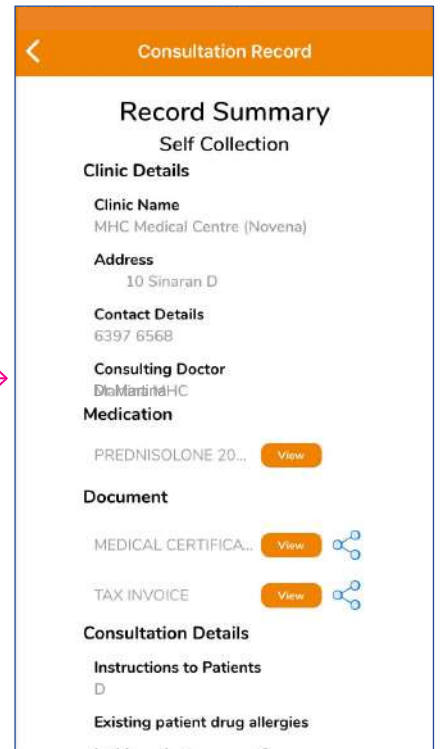 Consultation Record
Record Summary
Self Collection
Clinic Details
Clinic Name
MHC Medical Centre (Novena)
Address
10 Sinaran D
Contact Details
6397 6568
Consulting Doctor
Medication
PREDNISOLONE 20... View
Document
MEDICAL CERTIFICA... View
TAX INVOICE View
Consultation Details
Instructions to Patients
D
Existing patient drug allergies